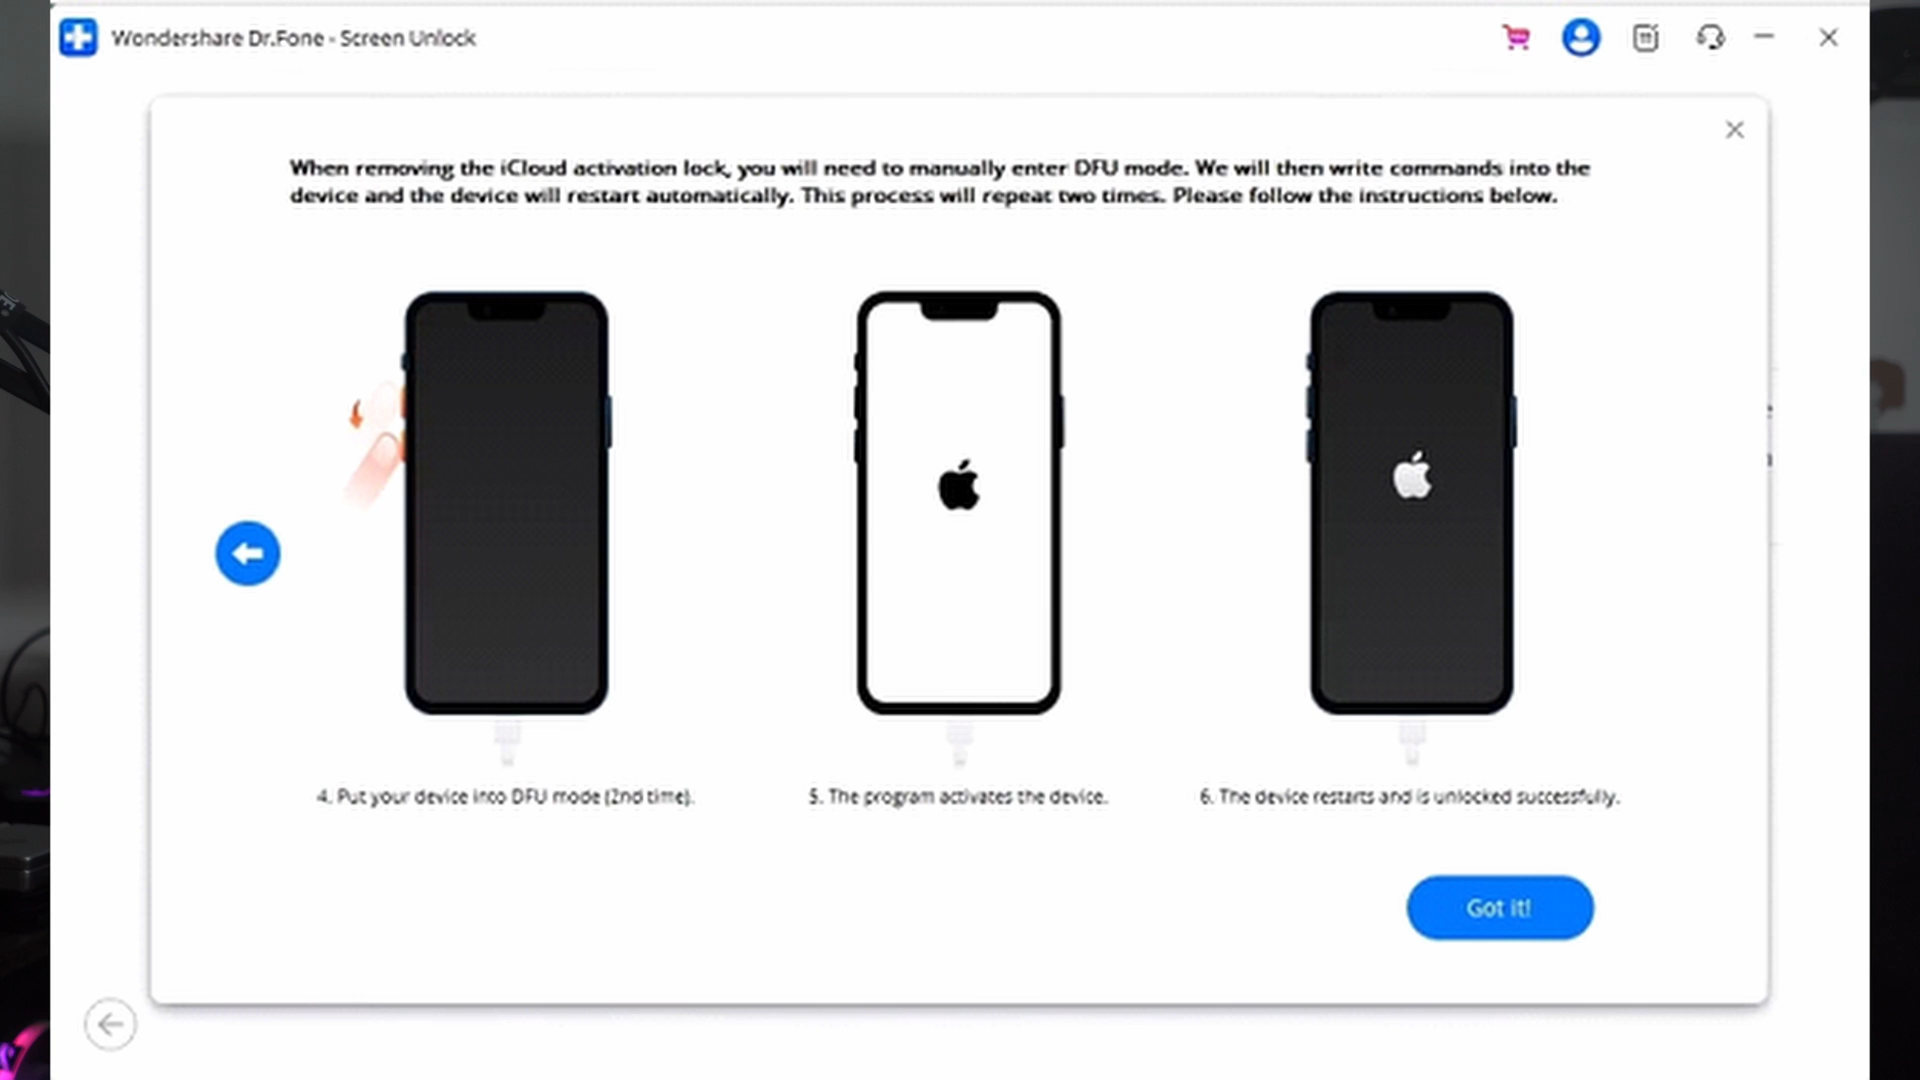 Wondershare Dr.Fone - Screen Unlock
When removing the iCloud activation lock, you will need to manually enter DFU mode. We will then write commands into the
device and the device will restart automatically. This process will repeat two times. Please follow the instructions below.
4. Put your device into DFU mode (2nd time).
5. The program activates the device.
6. The device restarts and is unlocked successfully.
Got it!